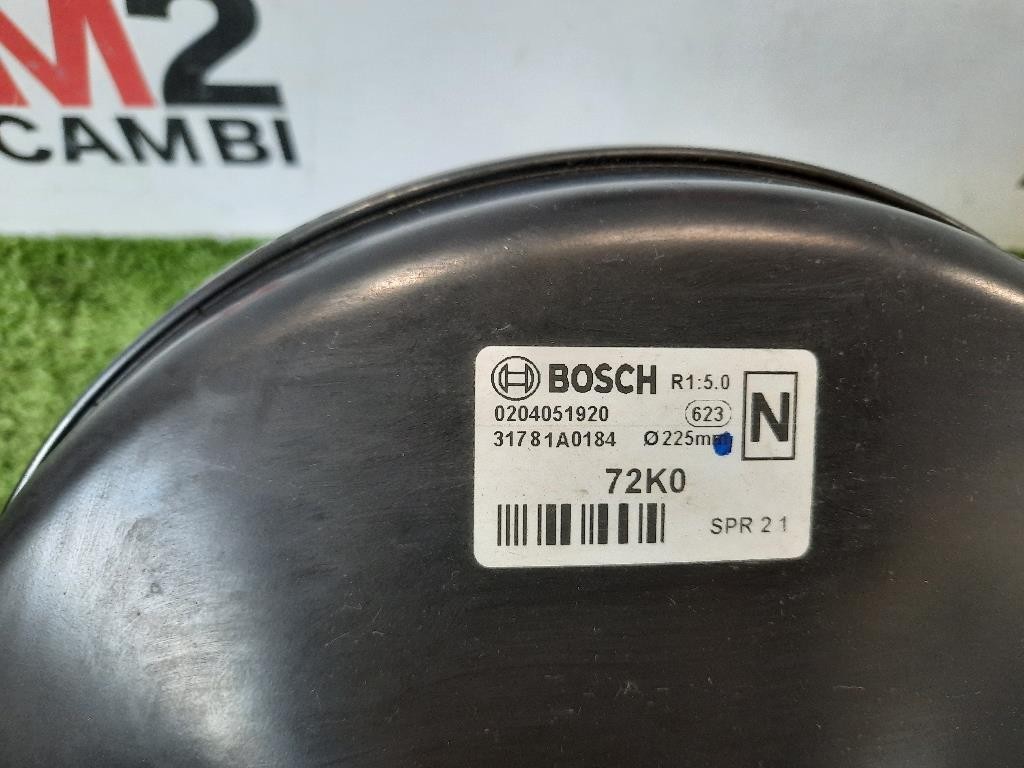 M2
CAMBI
BOSCH R1:5.0
0204051920 623 N
31781A0184 Ø225mm
72K0
SPR 2 1